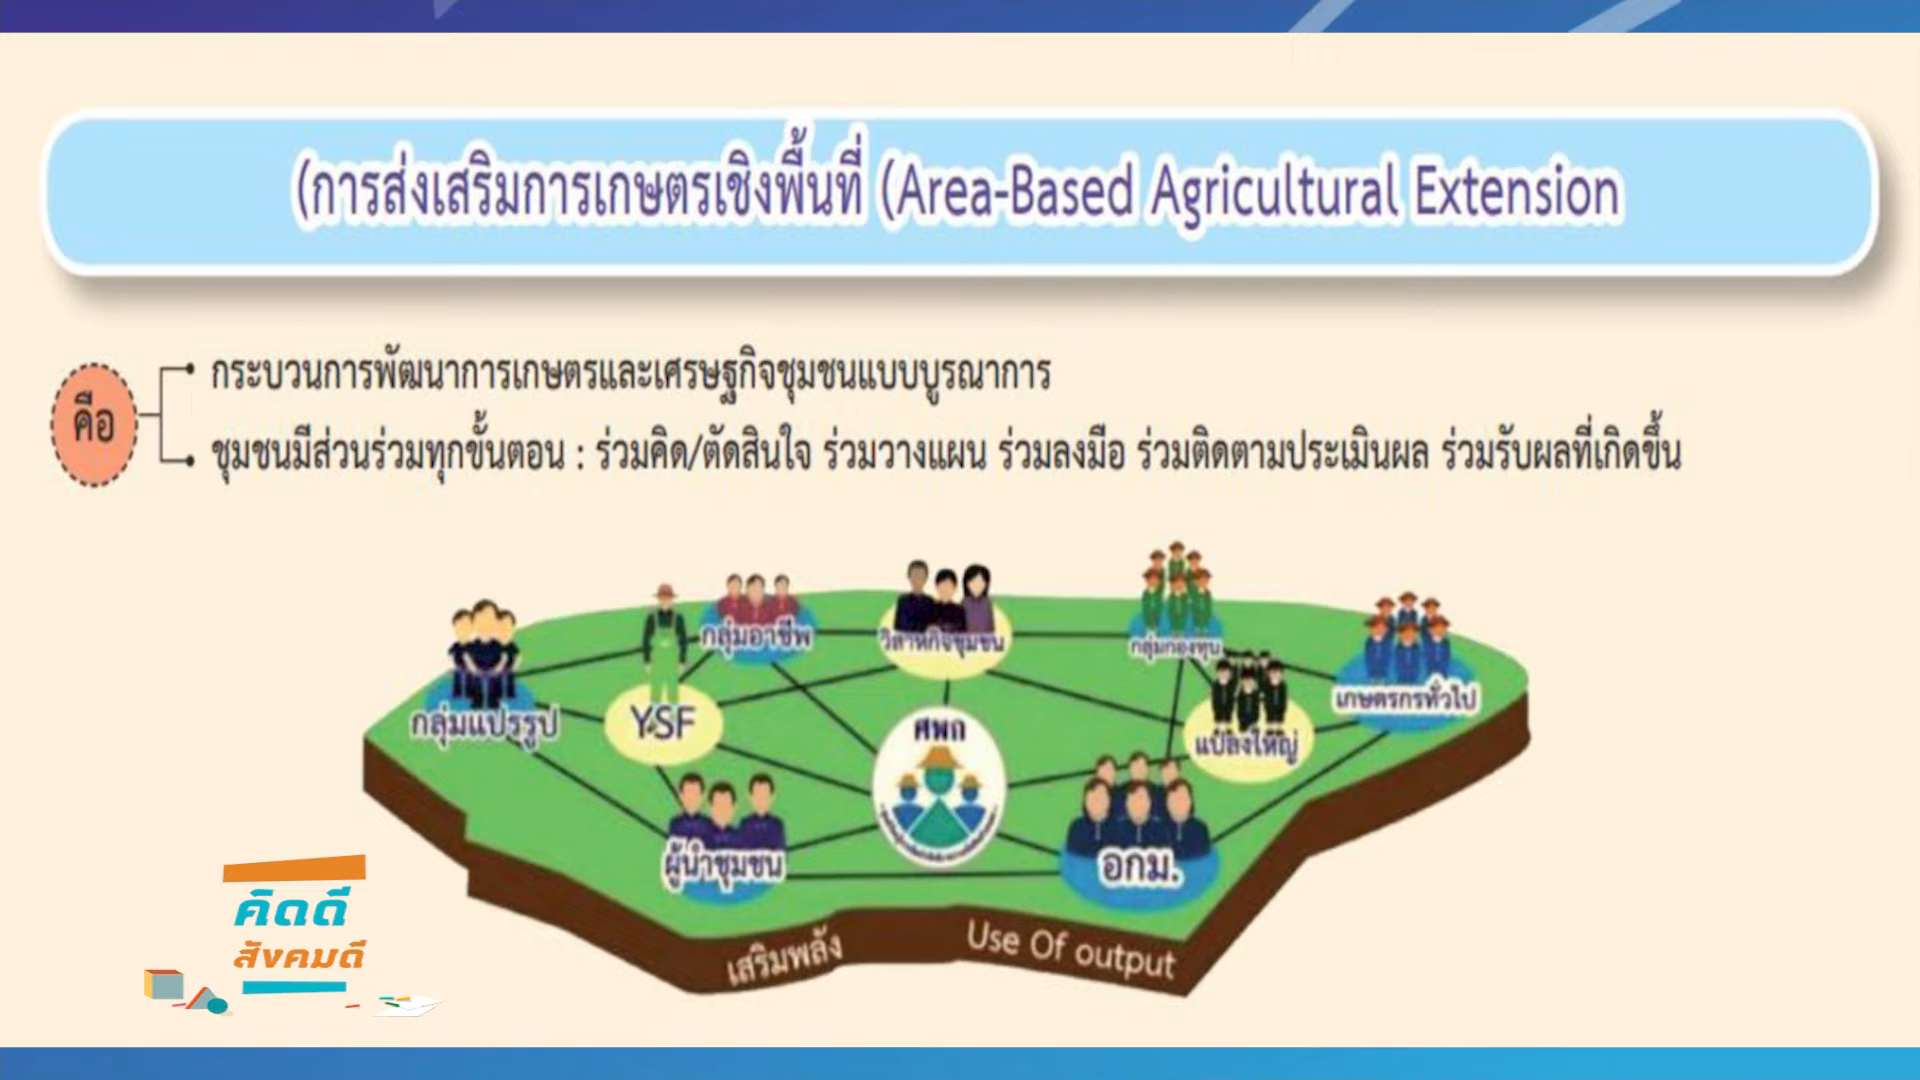 (การส่งเสริมการเกษตรเชิงพื้นที่ (Area-Based Agricultural Extension
คือ
กระบวนการพัฒนาการเกษตรและเศรษฐกิจชุมชนแบบบูรณาการ
ชุมชนมีส่วนร่วมทุกขั้นตอน : ร่วมคิด/ตัดสินใจ ร่วมวางแผน ร่วมลงมือ ร่วมติดตามประเมินผล ร่วมรับผลที่เกิดขึ้น
กลุ่มอาชีพ
วิสาหกิจชุมชน
กลุ่มกองทุน
เกษตรกรทั่วไป
กลุ่มแปรรูป
YSF
ศพก
แปลงใหญ่
ผู้นำชุมชน
อกม.
เสริมพลัง
Use Of output
คิดดี
สังคมดี